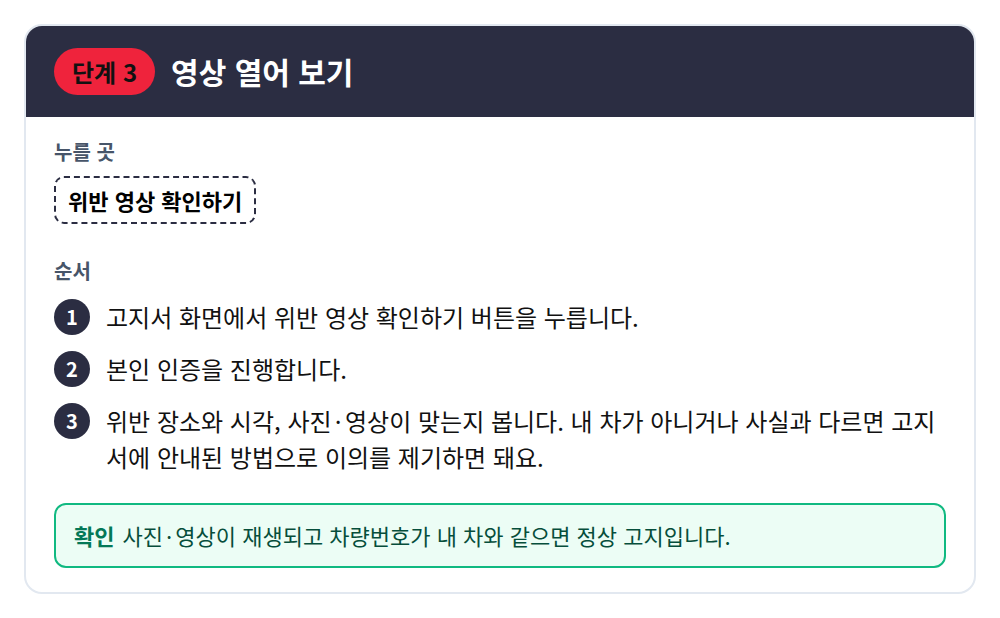 단계 3 영상 열어 보기
누를 곳
위반 영상 확인하기
순서
1 고지서 화면에서 위반 영상 확인하기 버튼을 누릅니다.
2 본인 인증을 진행합니다.
3 위반 장소와 시각, 사진·영상이 맞는지 봅니다. 내 차가 아니거나 사실과 다르면 고지
서에 안내된 방법으로 이의를 제기하면 돼요.
확인 사진·영상이 재생되고 차량번호가 내 차와 같으면 정상 고지입니다.